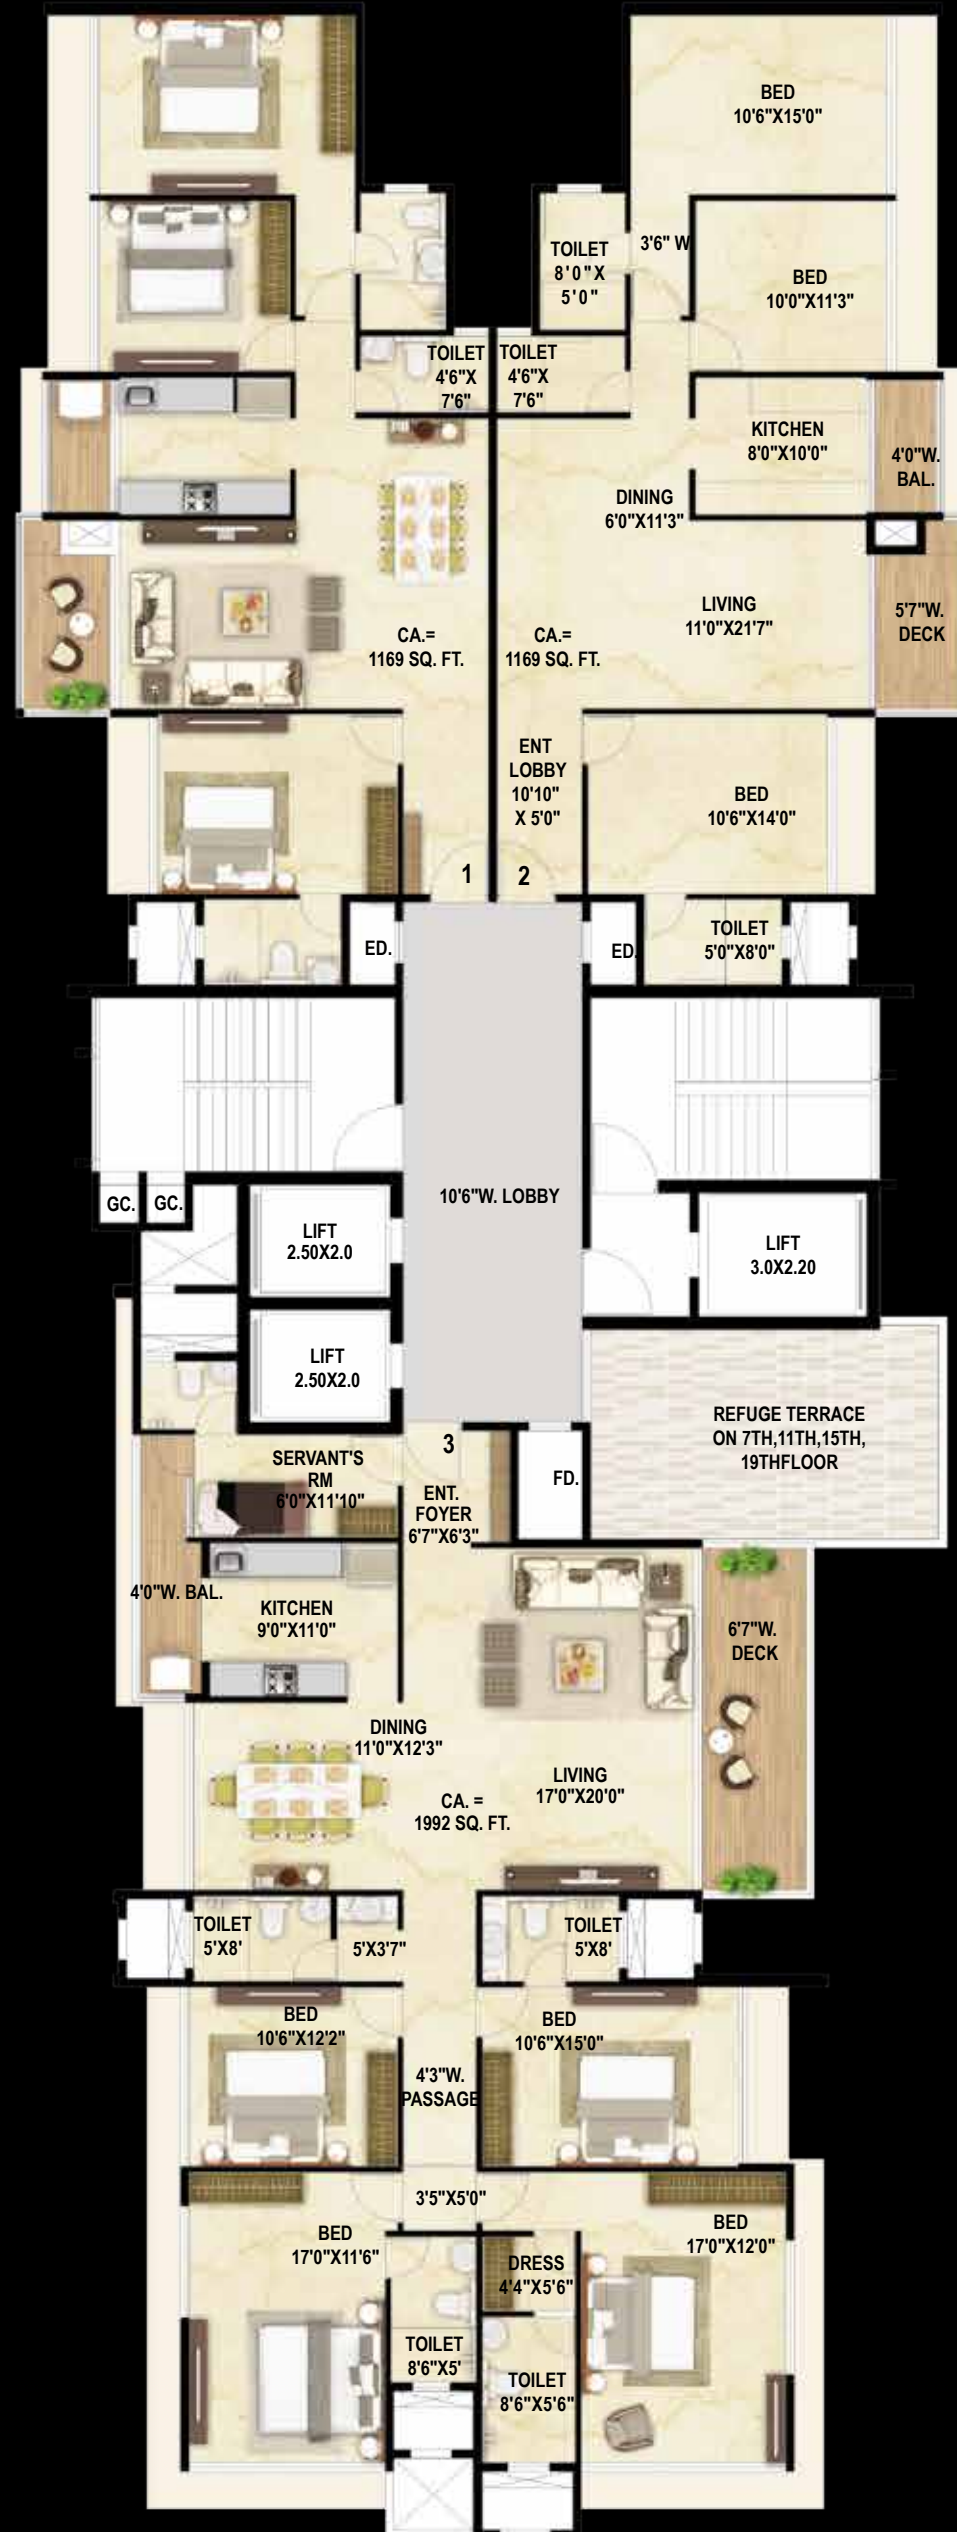 BED
10'6"X15'0"
TOILET
8'0"X
5'0"
3'6" W
BED
10'0"X11'3"
TOILET
4'6"X
7'6"
TOILET
4'6"X
7'6"
KITCHEN
8'0"X10'0"
4'0"W.
BAL.
DINING
6'0"X11'3"
LIVING
11'0"X21'7"
5'7"W.
DECK
CA.=
1169 SQ. FT.
CA.=
1169 SQ. FT.
ENT
LOBBY
10'10"
X 5'0"
BED
10'6"X14'0"
1
2
ED.
ED.
TOILET
5'0"X8'0"
10'6"W. LOBBY
GC.
GC.
LIFT
2.50X2.0
LIFT
3.0X2.20
LIFT
2.50X2.0
REFUGE TERRACE
ON 7TH,11TH,15TH,
19THFLOOR
3
SERVANT'S
RM
6'0"X11'10"
ENT.
FOYER
6'7"X6'3"
FD.
4'0"W. BAL.
KITCHEN
9'0"X11'0"
6'7"W.
DECK
DINING
11'0"X12'3"
LIVING
17'0"X20'0"
CA. =
1992 SQ. FT.
TOILET
5'X8'
5'X3'7"
TOILET
5'X8'
BED
10'6"X12'2"
BED
10'6"X15'0"
4'3"W.
PASSAGE
3'5"X5'0"
BED
17'0"X11'6"
BED
17'0"X12'0"
DRESS
4'4"X5'6"
TOILET
8'6"X5'
TOILET
8'6"X5'6"